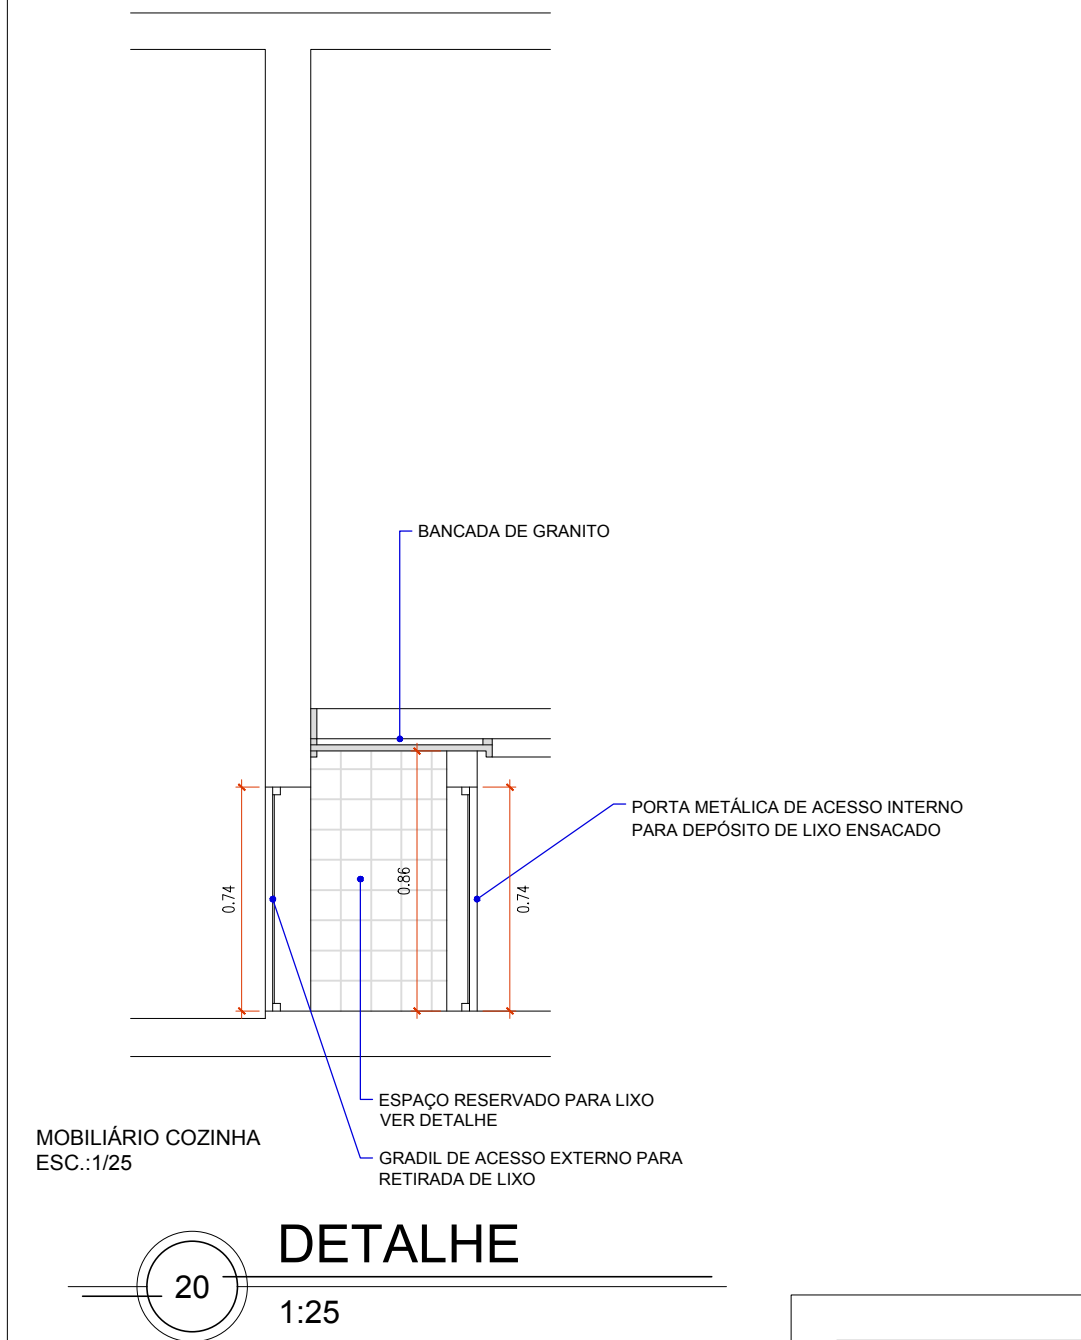 BANCADA DE GRANITO
PORTA METÁLICA DE ACESSO INTERNO
PARA DEPÓSITO DE LIXO ENSACADO
0.74
0.86
0.74
ESPAÇO RESERVADO PARA LIXO
VER DETALHE
MOBILIÁRIO COZINHA
ESC.:1/25
GRADIL DE ACESSO EXTERNO PARA
RETIRADA DE LIXO
DETALHE
20
1:25